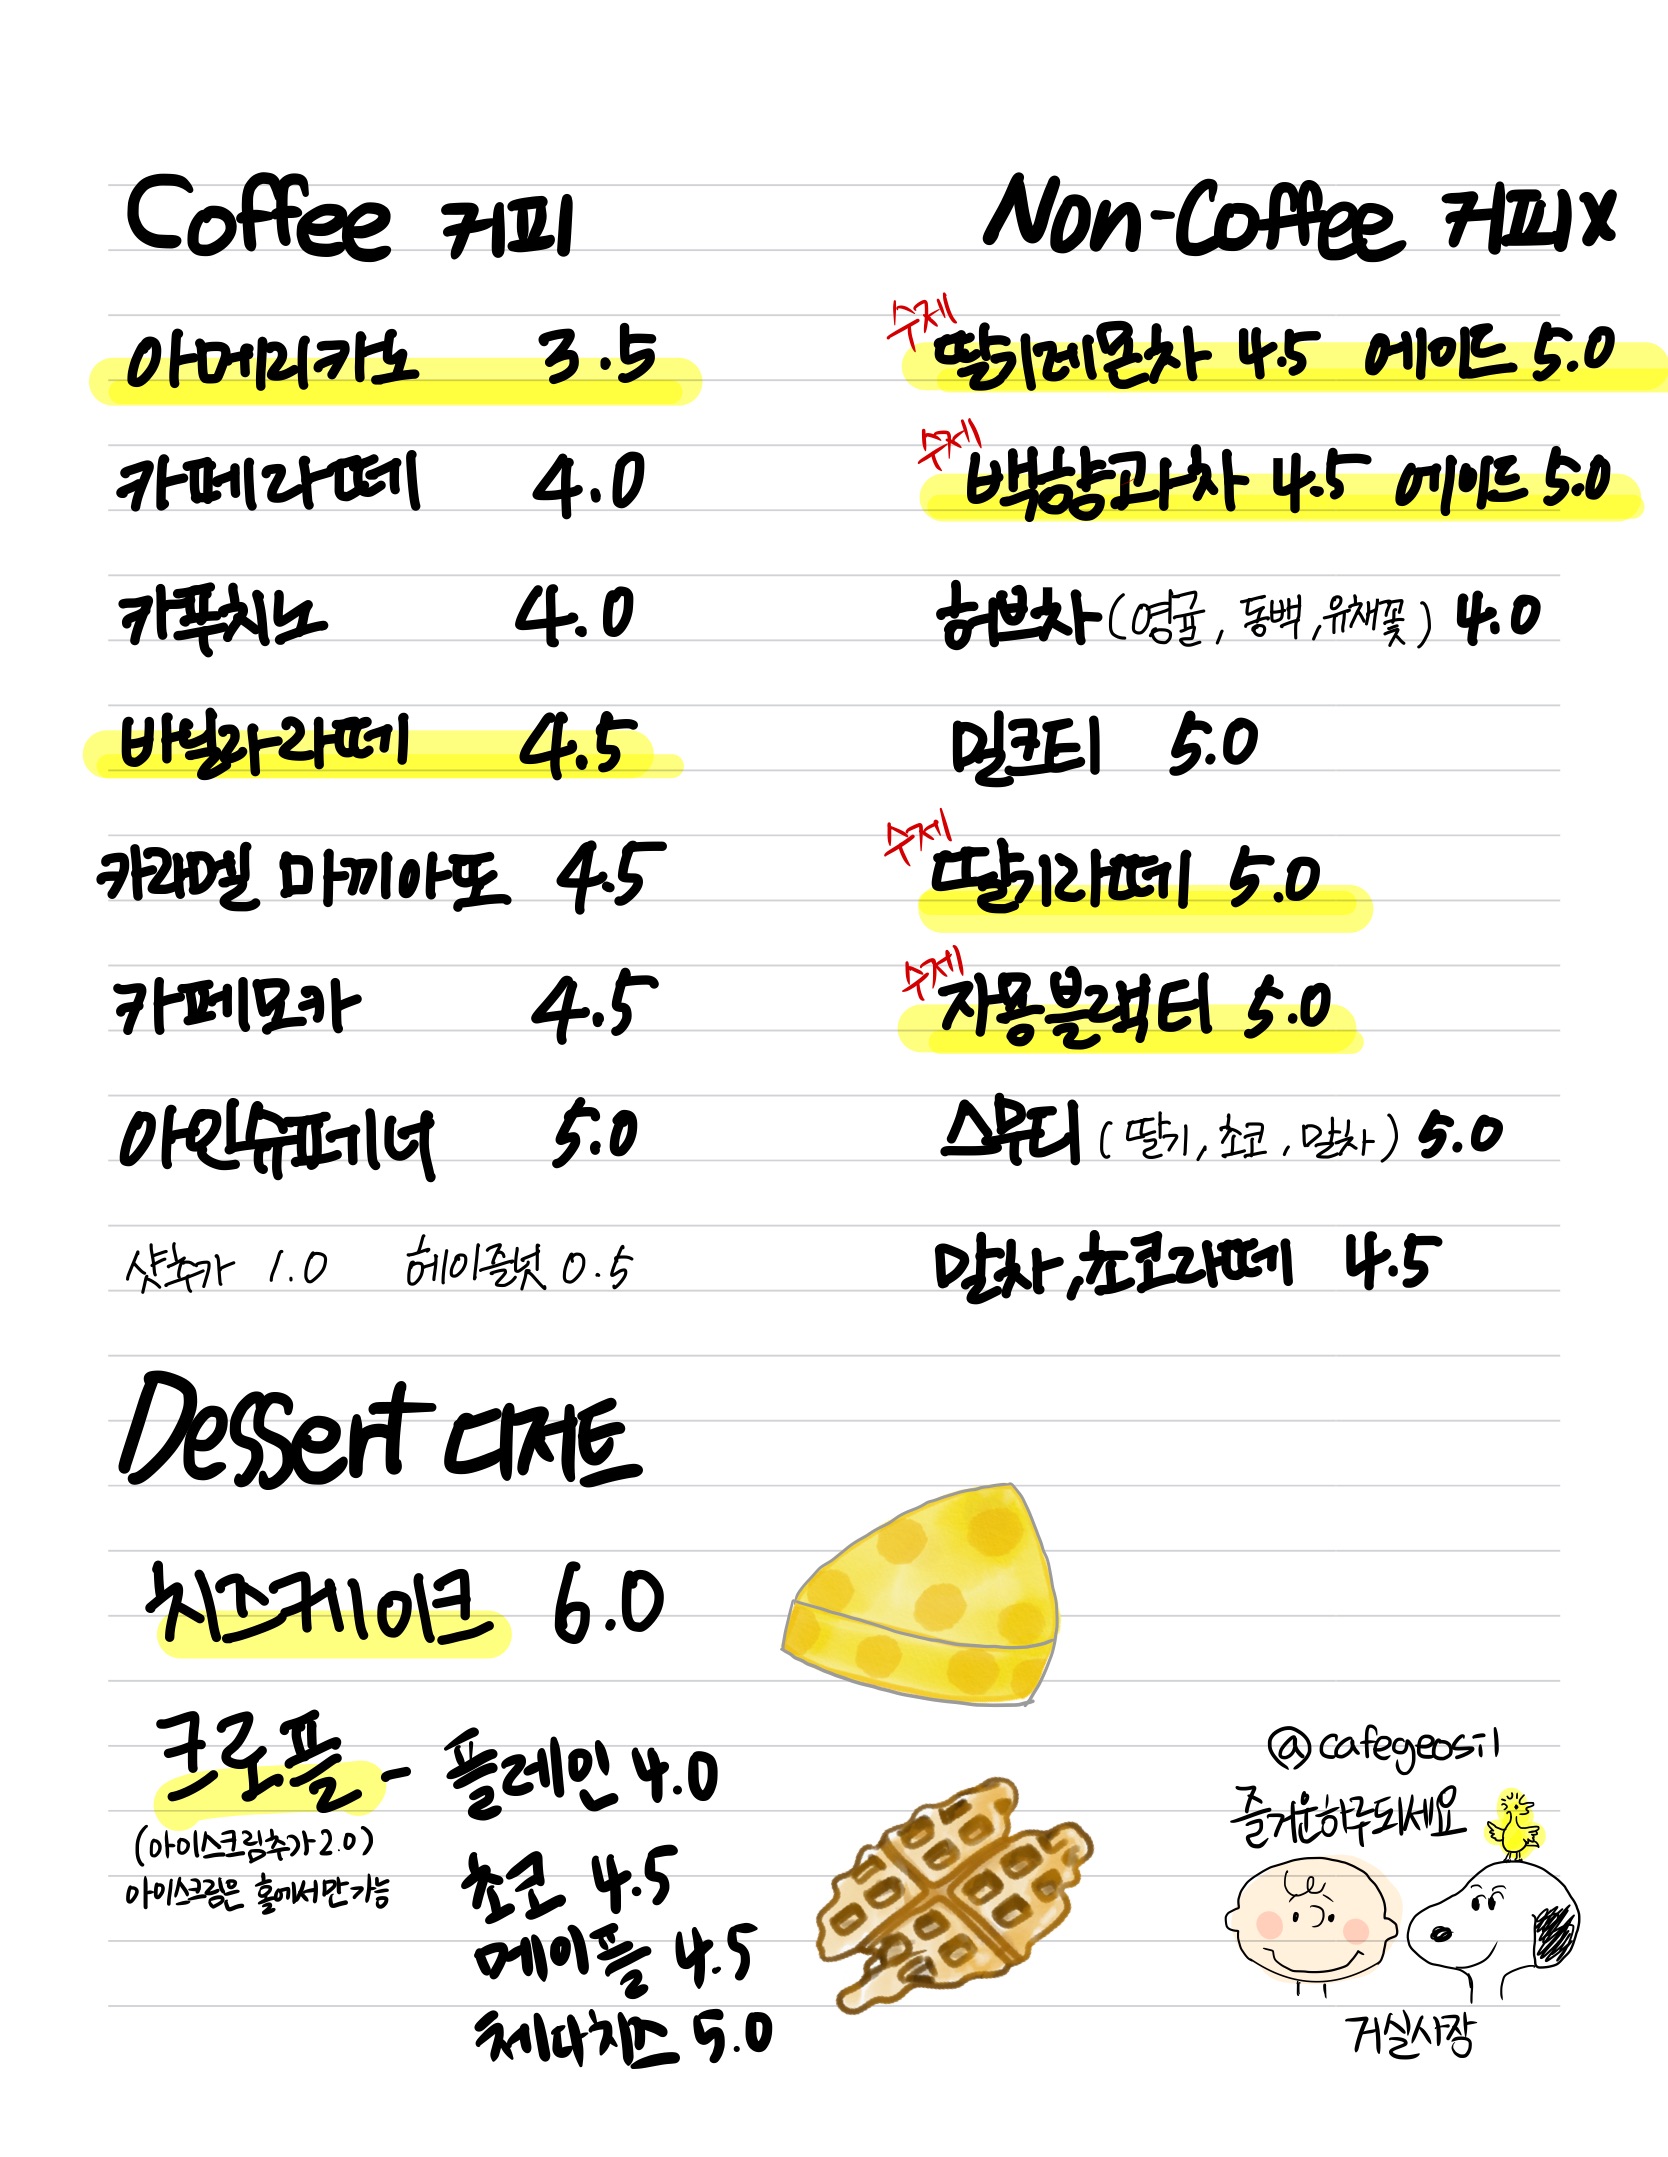 Coffee 커피
아메리카노 3.5
카페라떼 4.0
카푸치노 4.0
바닐라라떼 4.5
카라멜 마끼아또 4.5
카페모카 4.5
아인슈페너 5.0
샷추가 1.0 헤이즐넛 0.5
Non-Coffee 커피X
수제 딸기레몬차 4.5 에이드 5.0
수제 백향과차 4.5 에이드 5.0
허브차 (영귤, 동백, 유채꽃) 4.0
밀크티 5.0
수제 딸기라떼 5.0
수제 자몽블랙티 5.0
스무디 (딸기, 초코, 말차) 5.0
말차, 초코라떼 4.5
Dessert 디저트
치즈케이크 6.0
크로플 - 플레인 4.0
(아이스크림추가 2.0)
아이스크림은 홀에서만 가능
초코 4.5
메이플 4.5
체다치즈 5.0
@cafegeosil
즐거운하루되세요
거실사장